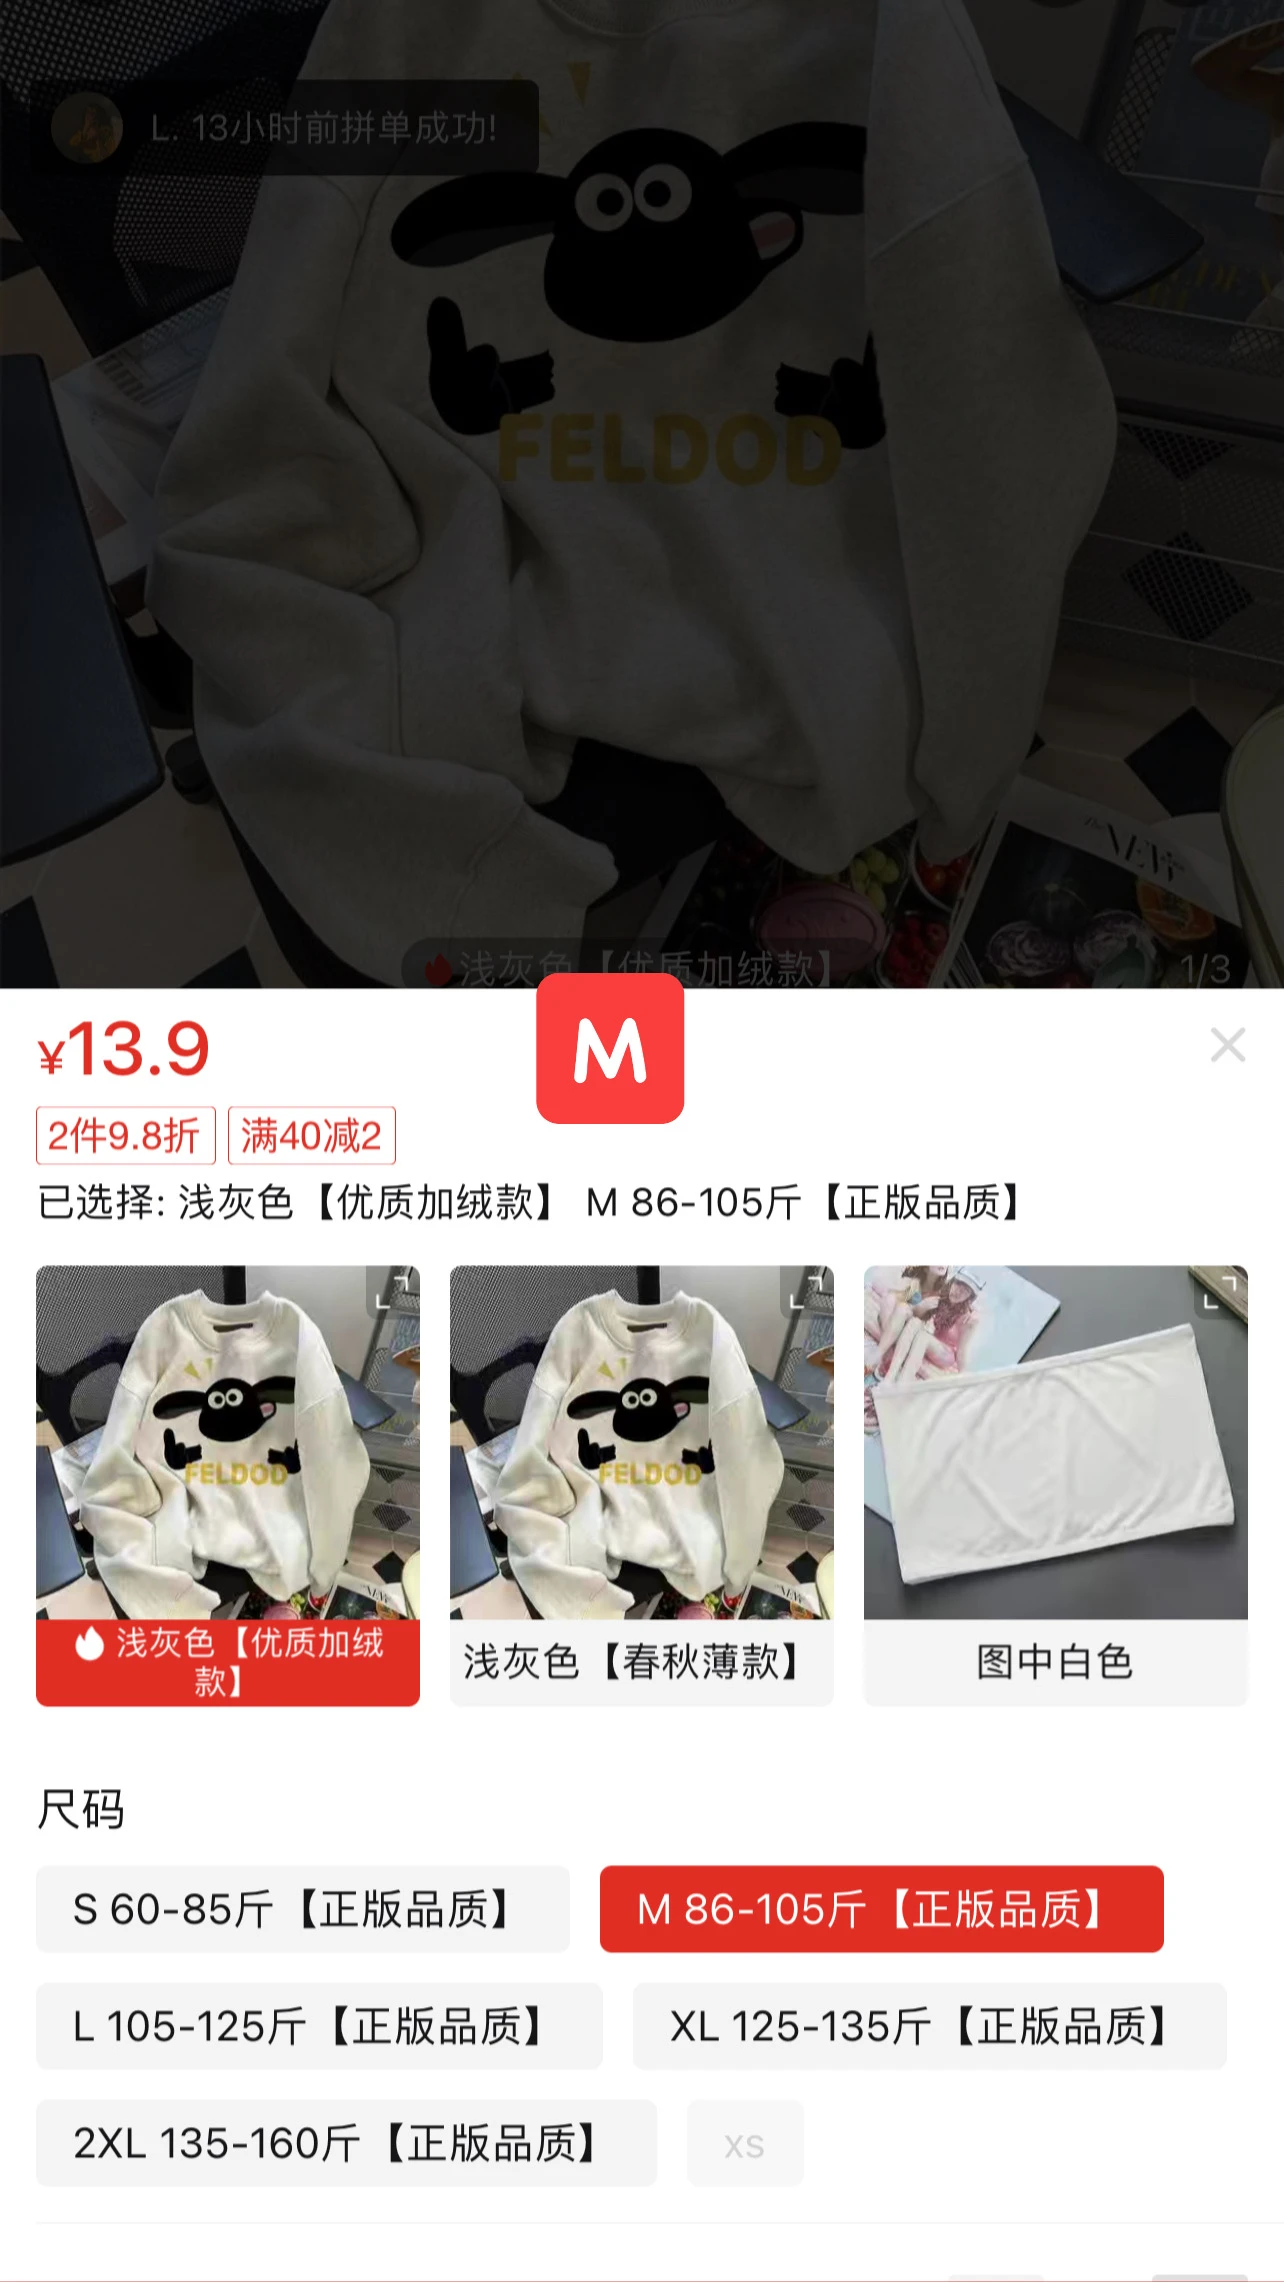 L. 13小时前拼单成功!
FELDOD
The
NEW
浅灰色【优质加绒款】
1/3
¥13.9
M
2件9.8折
满40减2
已选择: 浅灰色【优质加绒款】 M 86-105斤【正版品质】
FELDOD
FELDOD
浅灰色【优质加绒
款】
浅灰色【春秋薄款】
图中白色
尺码
S 60-85斤【正版品质】
M 86-105斤【正版品质】
L 105-125斤【正版品质】
XL 125-135斤【正版品质】
2XL 135-160斤【正版品质】
xs